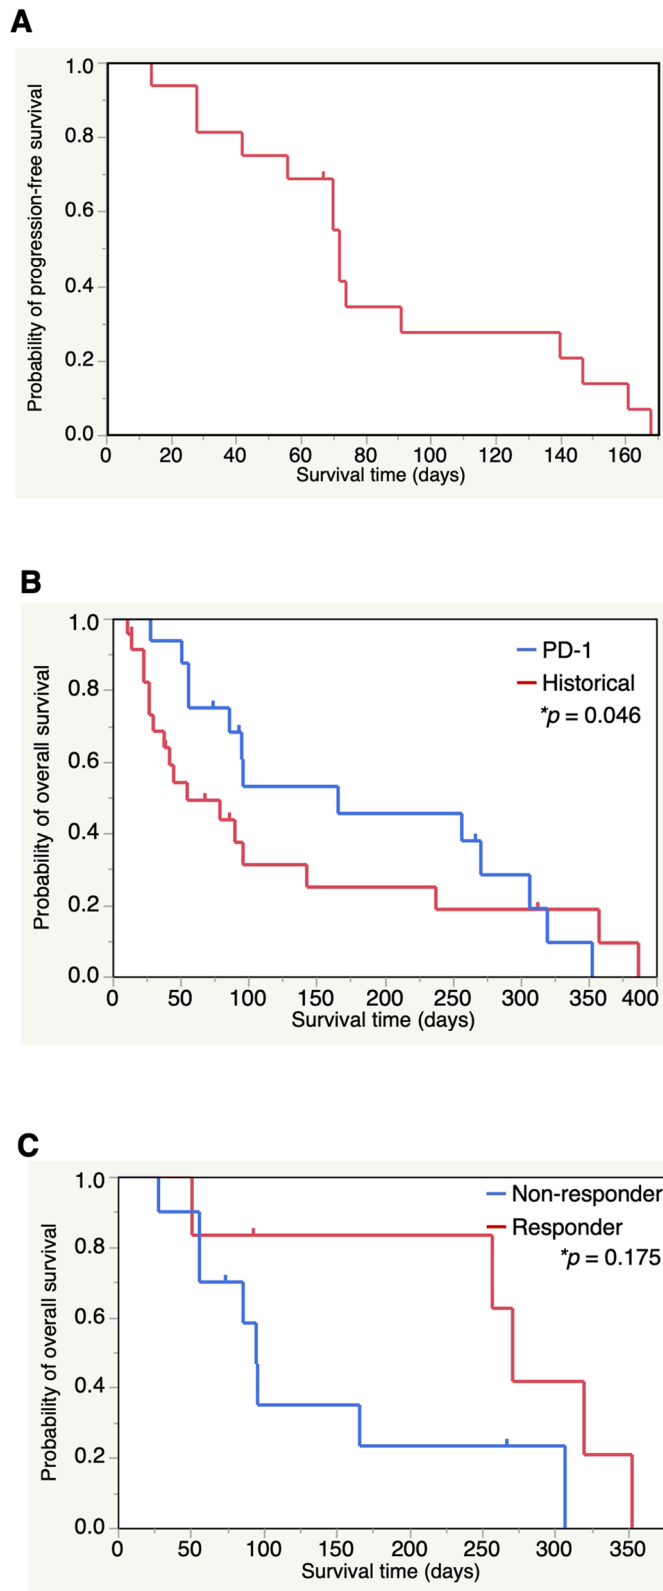 A
Probability of progression-free survival
1.0
0.8
0.6
0.4
0.2
0.0
0 20 40 60 80 100 120 140 160
Survival time (days)
B
Probability of overall survival
1.0
0.8
0.6
0.4
0.2
0.0
PD-1
Historical
*p = 0.046
0 50 100 150 200 250 300 350 400
Survival time (days)
C
Probability of overall survival
1.0
0.8
0.6
0.4
0.2
0.0
Non-responder
Responder
*p = 0.175
0 50 100 150 200 250 300 350
Survival time (days)